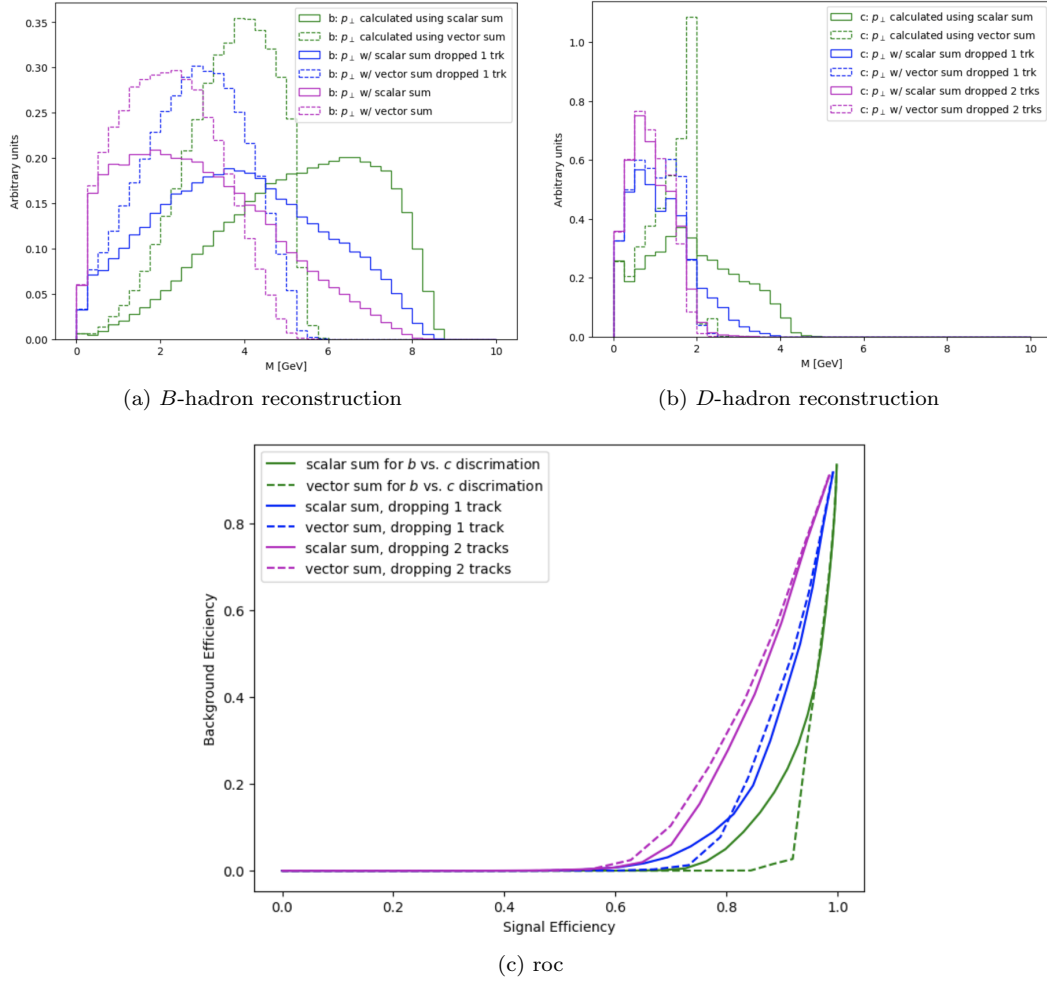 b: p⊥ calculated using scalar sum
b: p⊥ calculated using vector sum
b: p⊥ w/ scalar sum dropped 1 trk
b: p⊥ w/ vector sum dropped 1 trk
b: p⊥ w/ scalar sum
b: p⊥ w/ vector sum
Arbitrary units
0.35
0.30
0.25
0.20
0.15
0.10
0.05
0.00
0 2 4 6 8 10
M [GeV]
(a) B-hadron reconstruction
c: p⊥ calculated using scalar sum
c: p⊥ calculated using vector sum
c: p⊥ w/ scalar sum dropped 1 trk
c: p⊥ w/ vector sum dropped 1 trk
c: p⊥ w/ scalar sum dropped 2 trks
c: p⊥ w/ vector sum dropped 2 trks
Arbitrary units
1.0
0.8
0.6
0.4
0.2
0.0
0 2 4 6 8 10
M [GeV]
(b) D-hadron reconstruction
scalar sum for b vs. c discrimation
vector sum for b vs. c discrimation
scalar sum, dropping 1 track
vector sum, dropping 1 track
scalar sum, dropping 2 tracks
vector sum, dropping 2 tracks
Background Efficiency
0.8
0.6
0.4
0.2
0.0
0.0 0.2 0.4 0.6 0.8 1.0
Signal Efficiency
(c) roc